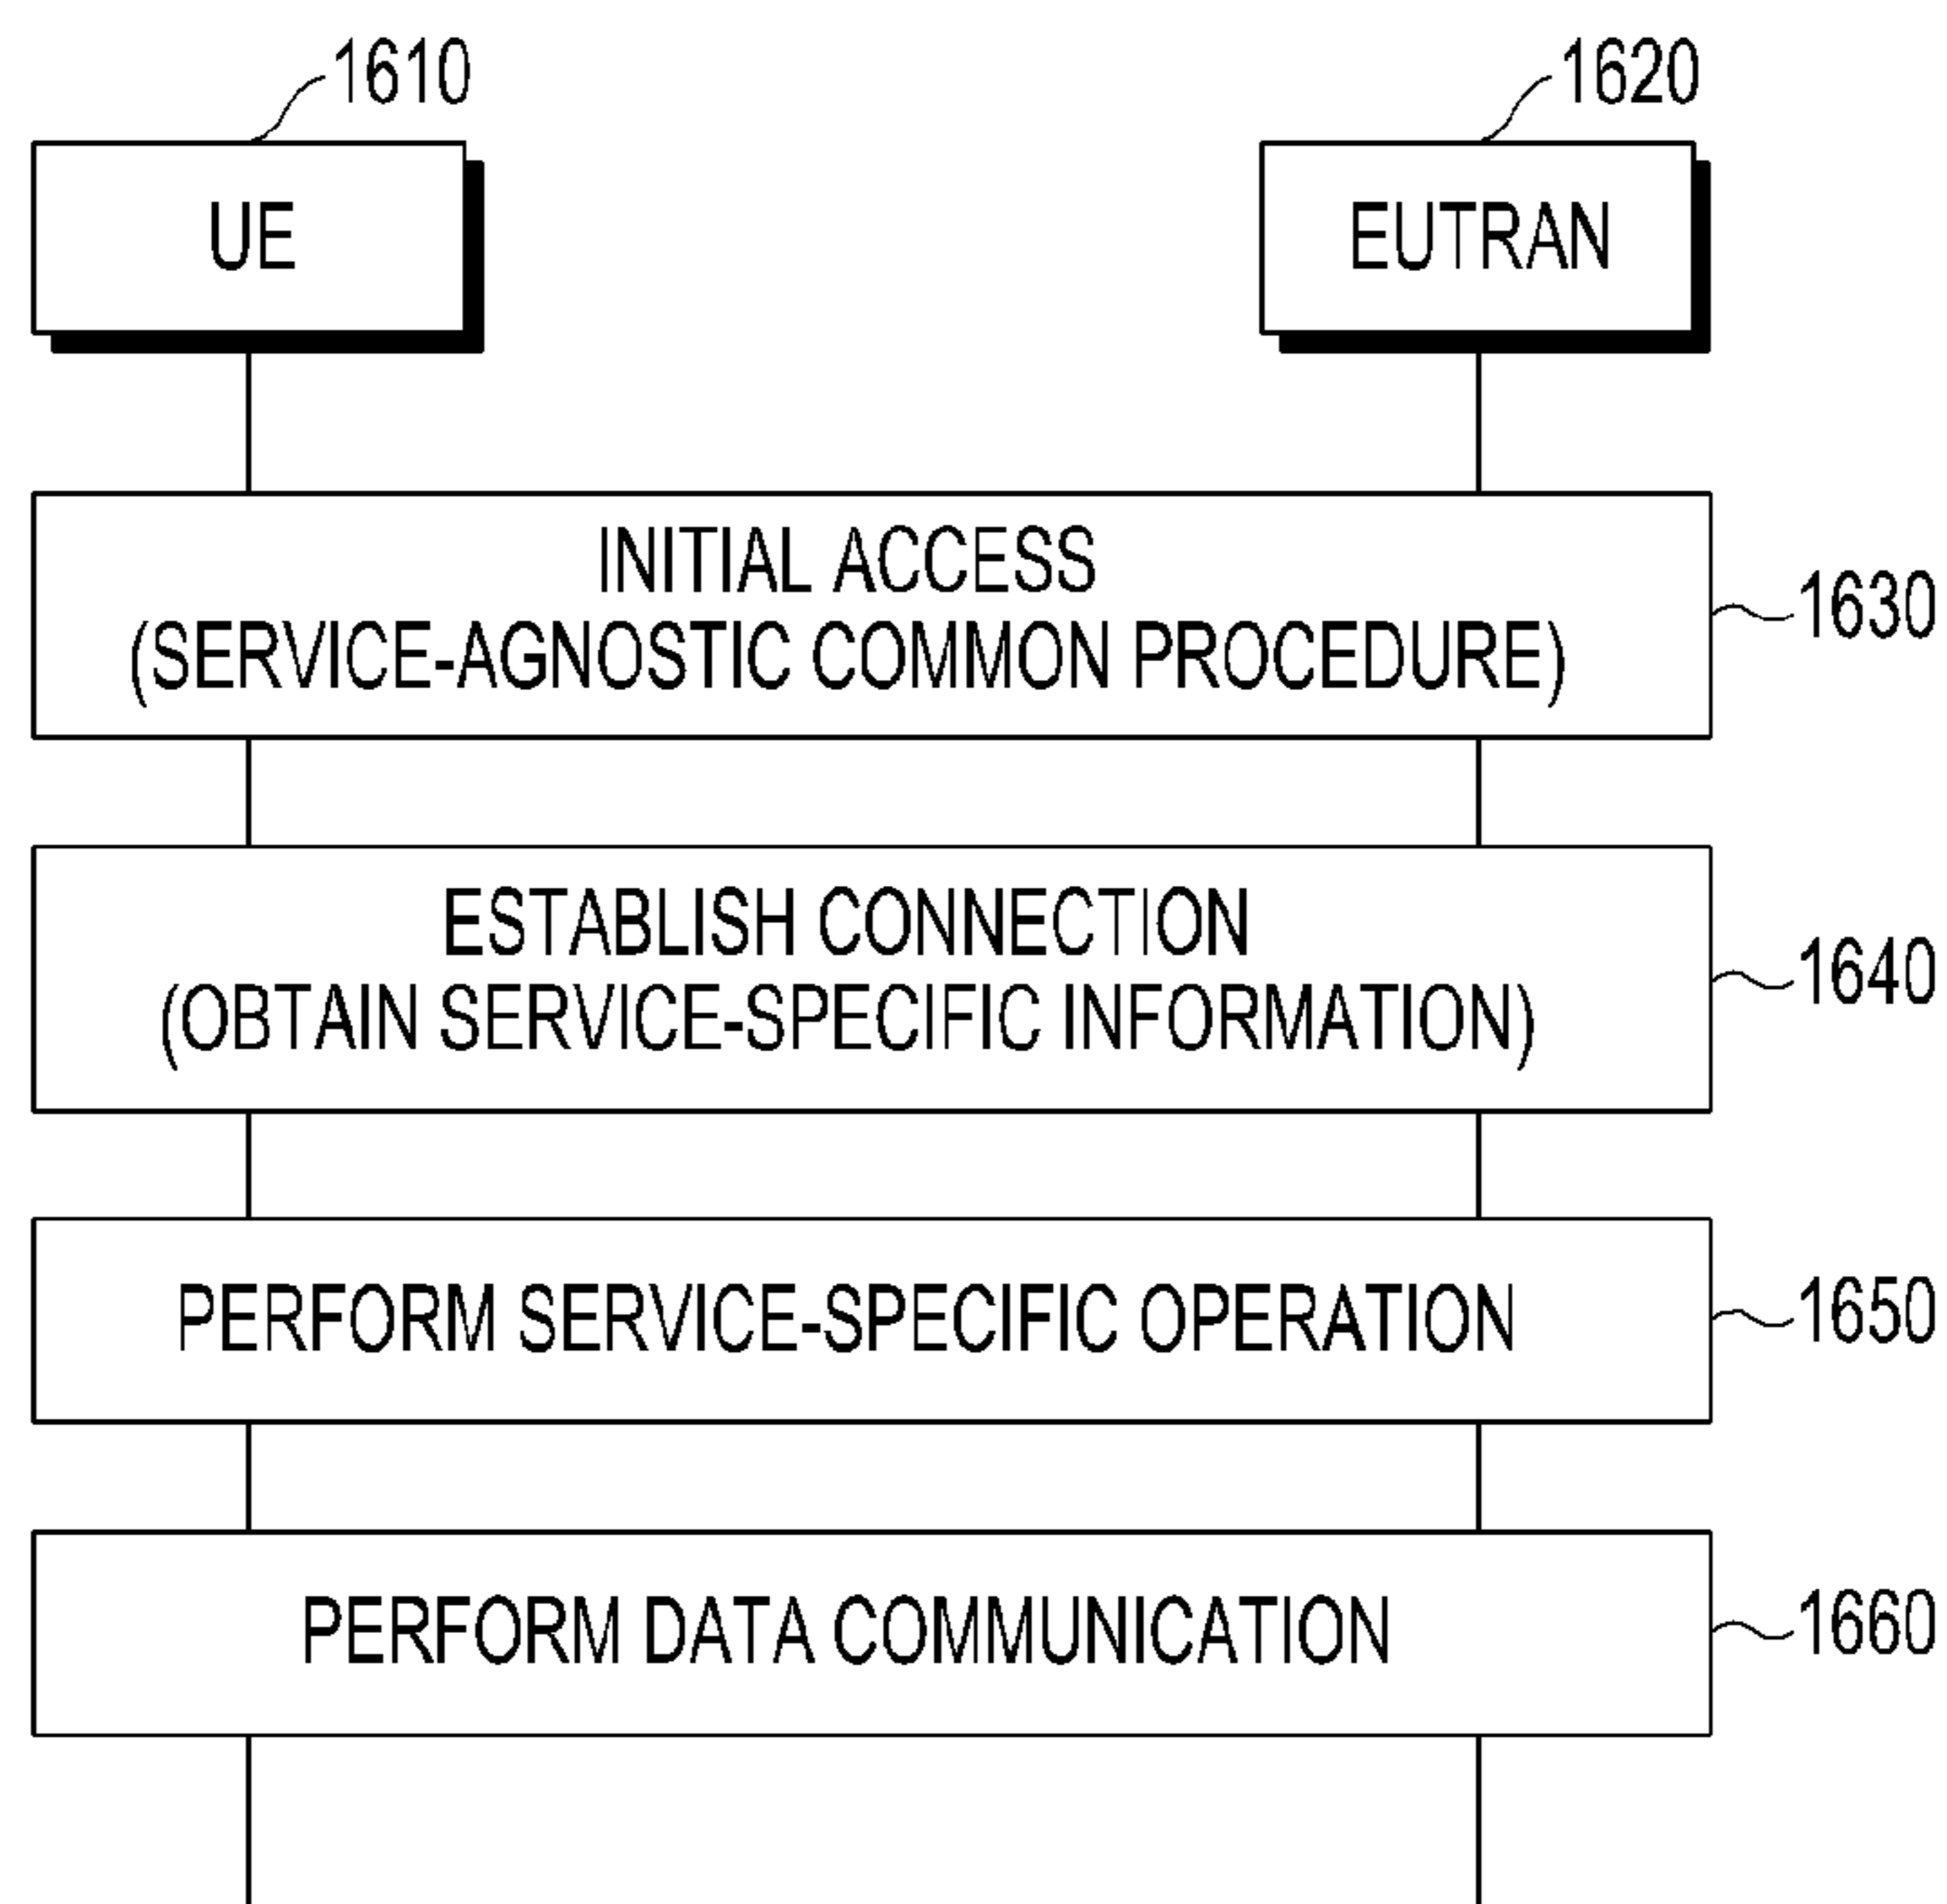 1610
1620
UE
EUTRAN
INITIAL ACCESS
(SERVICE-AGNOSTIC COMMON PROCEDURE)
1630
ESTABLISH CONNECTION
(OBTAIN SERVICE-SPECIFIC INFORMATION)
1640
PERFORM SERVICE-SPECIFIC OPERATION
1650
PERFORM DATA COMMUNICATION
1660